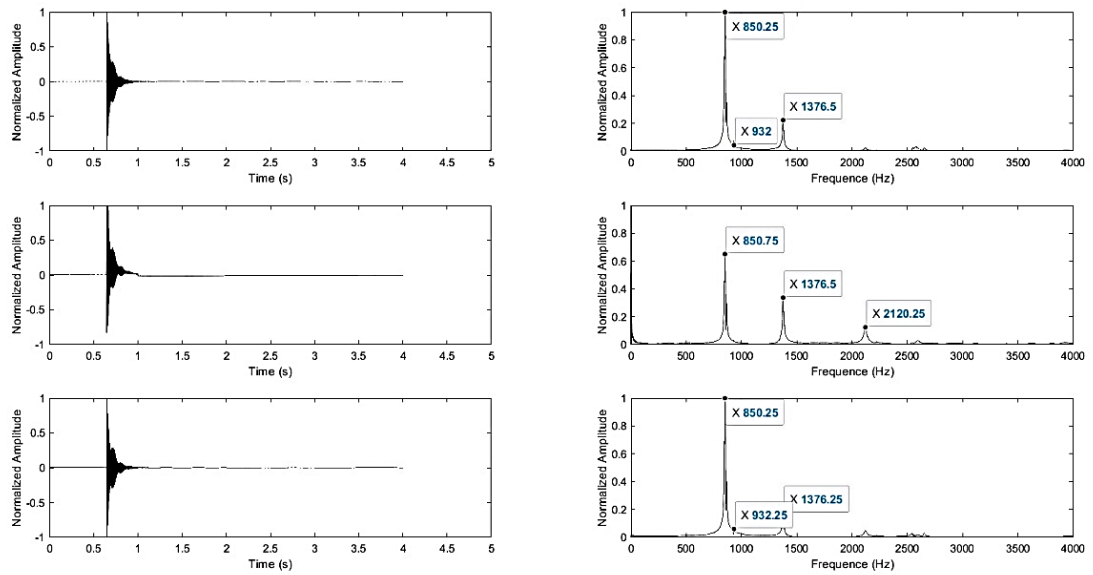 Normalized Amplitude
1
0.5
0
-0.5
-1
0 0.5 1 1.5 2 2.5 3 3.5 4 4.5 5
Time (s)
Normalized Amplitude
1
0.8
0.6
0.4
0.2
0
X 850.25
X 932
X 1376.5
0 500 1000 1500 2000 2500 3000 3500 4000
Frequence (Hz)
Normalized Amplitude
1
0.5
0
-0.5
-1
0 0.5 1 1.5 2 2.5 3 3.5 4 4.5 5
Time (s)
Normalized Amplitude
1
0.8
0.6
0.4
0.2
0
X 850.75
X 1376.5
X 2120.25
0 500 1000 1500 2000 2500 3000 3500 4000
Frequence (Hz)
Normalized Amplitude
1
0.5
0
-0.5
-1
0 0.5 1 1.5 2 2.5 3 3.5 4 4.5 5
Time (s)
Normalized Amplitude
1
0.8
0.6
0.4
0.2
0
X 850.25
X 1376.25
X 932.25
0 500 1000 1500 2000 2500 3000 3500 4000
Frequence (Hz)